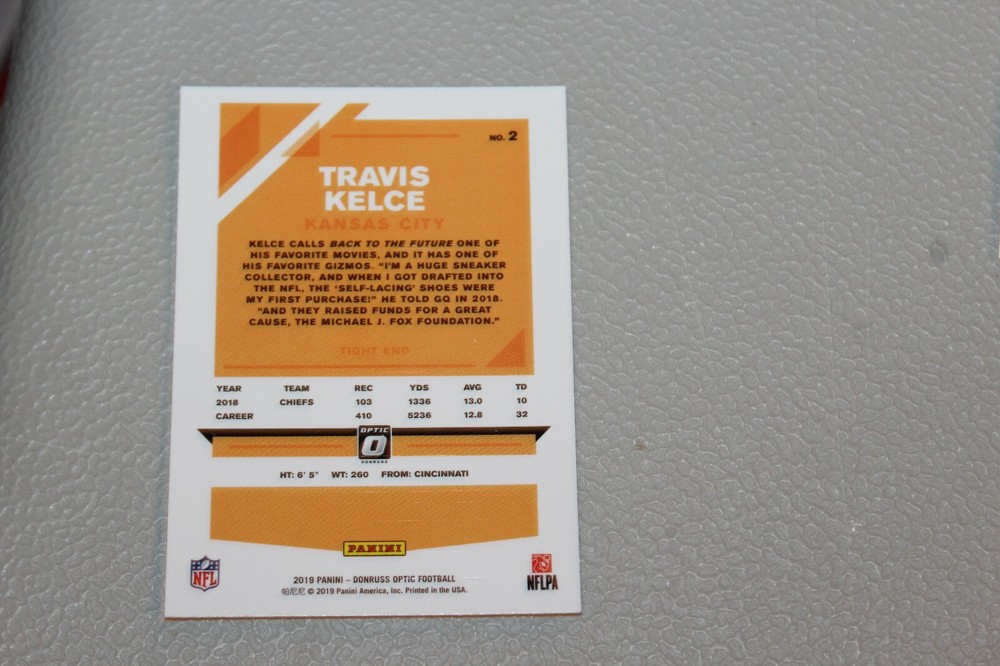 NO. 2
TRAVIS
KELCE
KANSAS CITY
KELCE CALLS BACK TO THE FUTURE ONE OF
HIS FAVORITE MOVIES, AND IT HAS ONE OF
HIS FAVORITE GIZMOS. "I'M A HUGE SNEAKER
COLLECTOR, AND WHEN I GOT DRAFTED INTO
THE NFL, THE 'SELF-LACING' SHOES WERE
MY FIRST PURCHASE!" HE TOLD GQ IN 2018.
"AND THEY RAISED FUNDS FOR A GREAT
CAUSE, THE MICHAEL J. FOX FOUNDATION."
TIGHT END
YEAR TEAM REC YDS AVG TD
2018 CHIEFS 103 1336 13.0 10
CAREER 410 5236 12.8 32
OPTIC
O
DONRUSS
HT: 6' 5" WT: 260 FROM: CINCINNATI
PANINI
NFL
NFLPA
2019 PANINI – DONRUSS OPTIC FOOTBALL
帕尼尼 © 2019 Panini America, Inc. Printed in the USA.